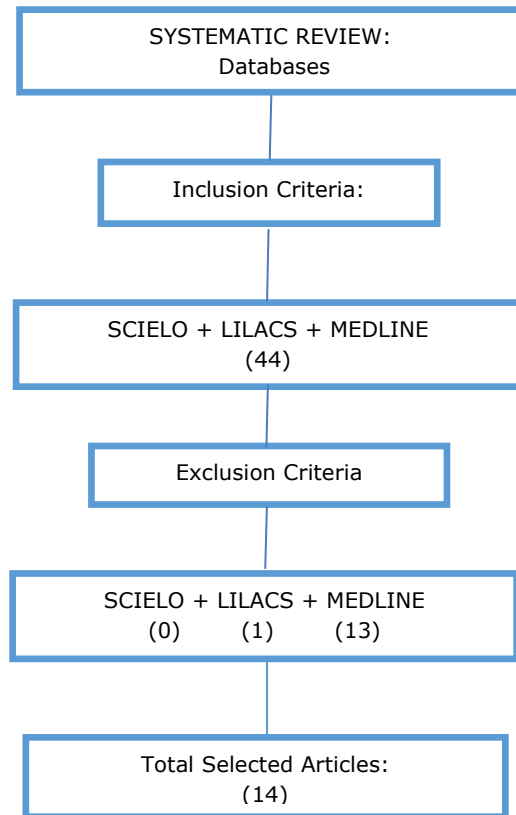 SYSTEMATIC REVIEW:
Databases
Inclusion Criteria:
SCIELO + LILACS + MEDLINE
(44)
Exclusion Criteria
SCIELO + LILACS + MEDLINE
(0) (1) (13)
Total Selected Articles:
(14)